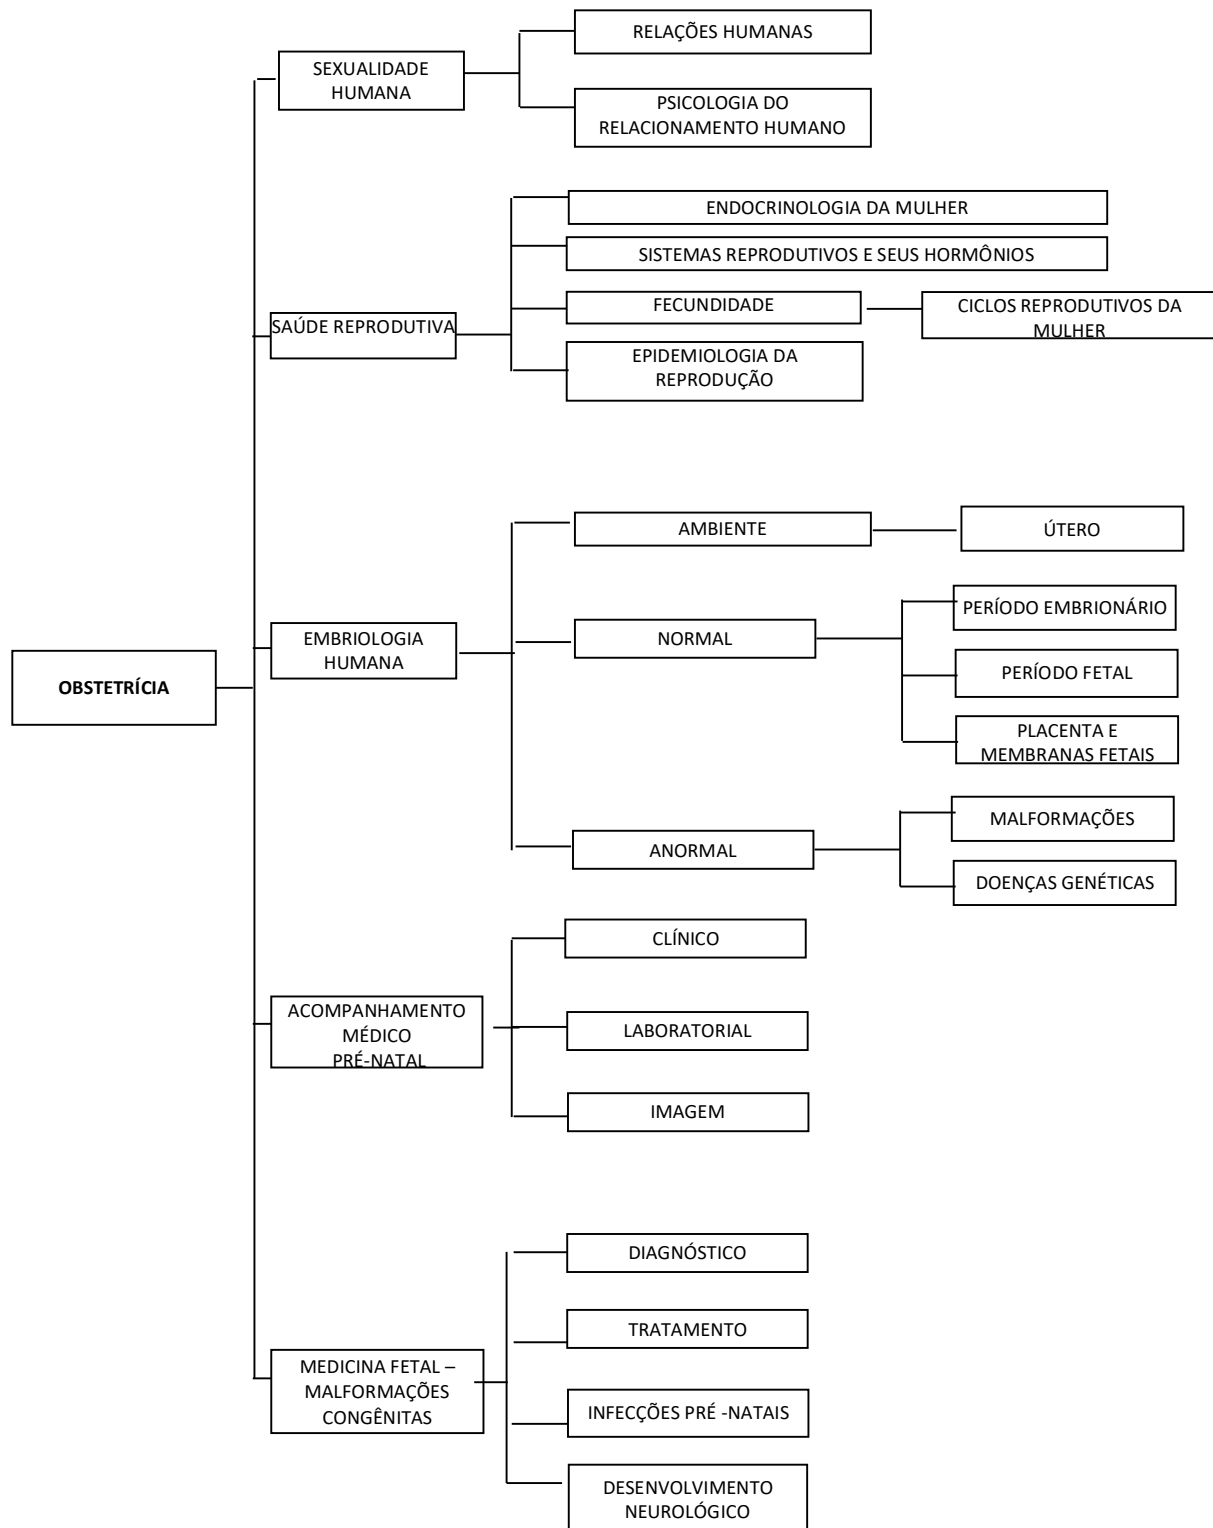 RELAÇÕES HUMANAS
SEXUALIDADE
HUMANA
PSICOLOGIA DO
RELACIONAMENTO HUMANO
ENDOCRINOLOGIA DA MULHER
SISTEMAS REPRODUTIVOS E SEUS HORMÔNIOS
SAÚDE REPRODUTIVA
FECUNDIDADE
CICLOS REPRODUTIVOS DA
MULHER
EPIDEMIOLOGIA DA
REPRODUÇÃO
AMBIENTE
ÚTERO
EMBRIOLOGIA
HUMANA
NORMAL
PERÍODO EMBRIONÁRIO
PERÍODO FETAL
PLACENTA E
MEMBRANAS FETAIS
OBSTETRÍCIA
ANORMAL
MALFORMAÇÕES
DOENÇAS GENÉTICAS
CLÍNICO
ACOMPANHAMENTO
MÉDICO
PRÉ-NATAL
LABORATORIAL
IMAGEM
DIAGNÓSTICO
TRATAMENTO
MEDICINA FETAL –
MALFORMAÇÕES
CONGÊNITAS
INFECÇÕES PRÉ -NATAIS
DESENVOLVIMENTO
NEUROLÓGICO